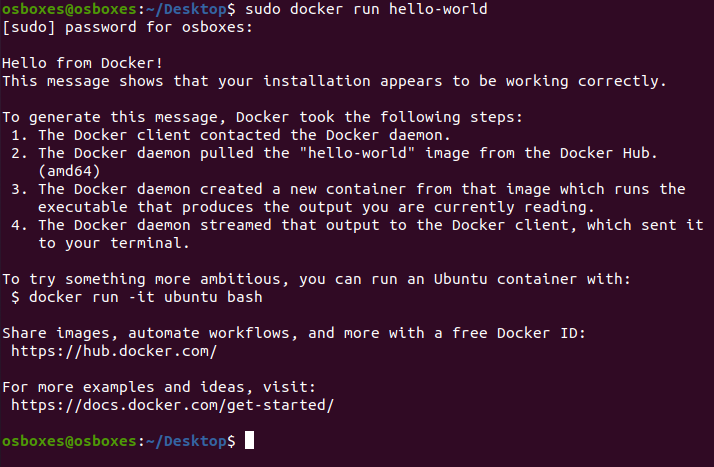 osboxes@osboxes:~/Desktop$ sudo docker run hello-world
[sudo] password for osboxes:
Hello from Docker!
This message shows that your installation appears to be working correctly.
To generate this message, Docker took the following steps:
1. The Docker client contacted the Docker daemon.
2. The Docker daemon pulled the "hello-world" image from the Docker Hub.
(amd64)
3. The Docker daemon created a new container from that image which runs the
executable that produces the output you are currently reading.
4. The Docker daemon streamed that output to the Docker client, which sent it
to your terminal.
To try something more ambitious, you can run an Ubuntu container with:
$ docker run -it ubuntu bash
Share images, automate workflows, and more with a free Docker ID:
https://hub.docker.com/
For more examples and ideas, visit:
https://docs.docker.com/get-started/
osboxes@osboxes:~/Desktop$